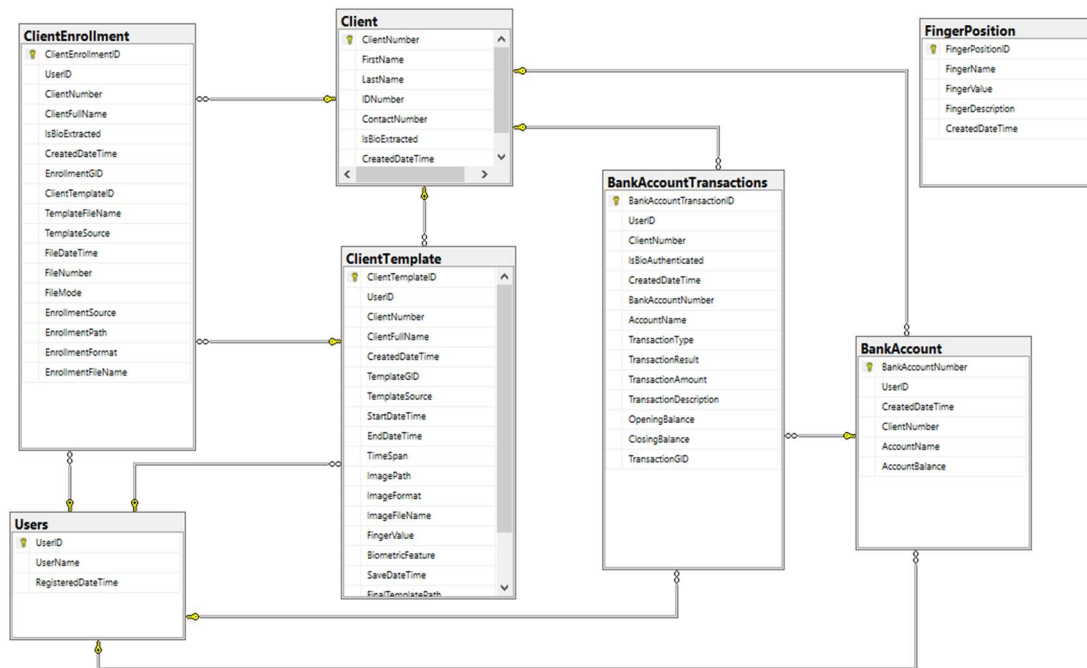 ClientEnrollment
ClientEnrollmentID
UserID
ClientNumber
ClientFullName
IsBioExtracted
CreatedDateTime
EnrollmentGID
ClientTemplateID
TemplateFileName
TemplateSource
FileDateTime
FileNumber
FileMode
EnrollmentSource
EnrollmentPath
EnrollmentFormat
EnrollmentFileName
Client
ClientNumber
FirstName
LastName
IDNumber
ContactNumber
IsBioExtracted
CreatedDateTime
FingerPosition
FingerPositionID
FingerName
FingerValue
FingerDescription
CreatedDateTime
BankAccountTransactions
BankAccountTransactionID
UserID
ClientNumber
IsBioAuthenticated
CreatedDateTime
BankAccountNumber
AccountName
TransactionType
TransactionResult
TransactionAmount
TransactionDescription
OpeningBalance
ClosingBalance
TransactionGID
ClientTemplate
ClientTemplateID
UserID
ClientNumber
ClientFullName
CreatedDateTime
TemplateGID
TemplateSource
StartDateTime
EndDateTime
TimeSpan
ImagePath
ImageFormat
ImageFileName
FingerValue
BiometricFeature
SaveDateTime
FinalTemplatePath
BankAccount
BankAccountNumber
UserID
CreatedDateTime
ClientNumber
AccountName
AccountBalance
Users
UserID
UserName
RegisteredDateTime